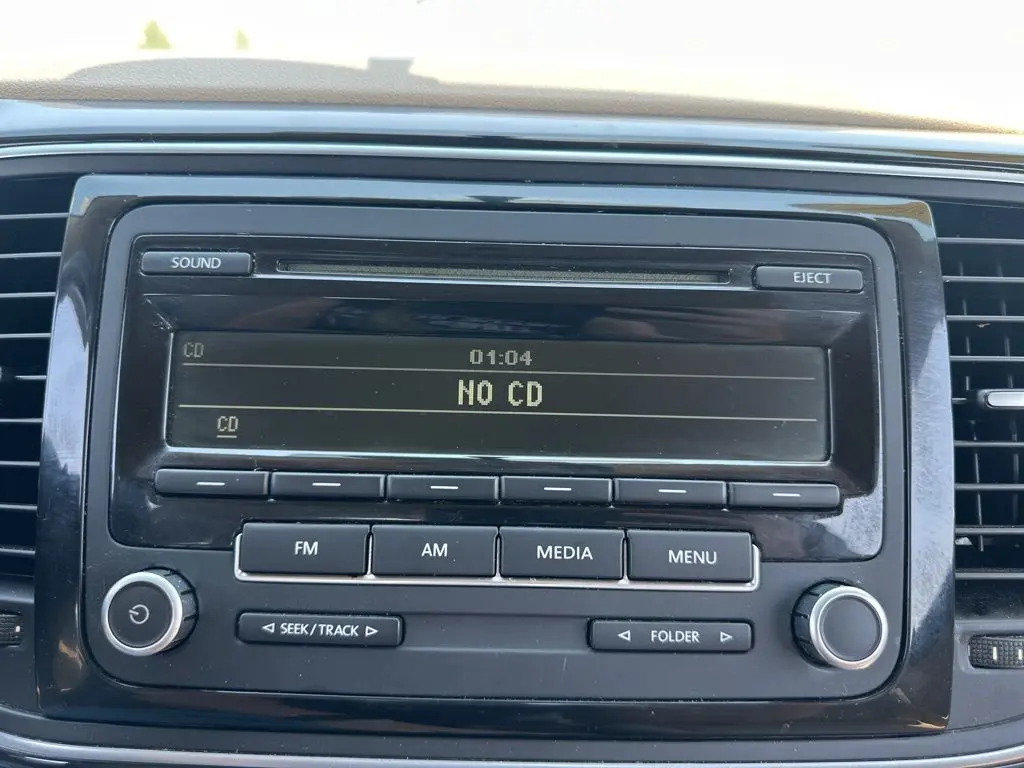 SOUND
EJECT
CD 01:04
NO CD
CD
FM AM MEDIA MENU
SEEK/TRACK FOLDER